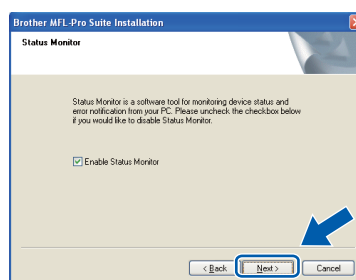 Brother MFL-Pro Suite Installation
Status Monitor
Status Monitor is a software tool for monitoring device status and
error notification from your PC. Please uncheck the checkbox below
if you would like to disable Status Monitor.
Enable Status Monitor
< Back
Next >
Cancel